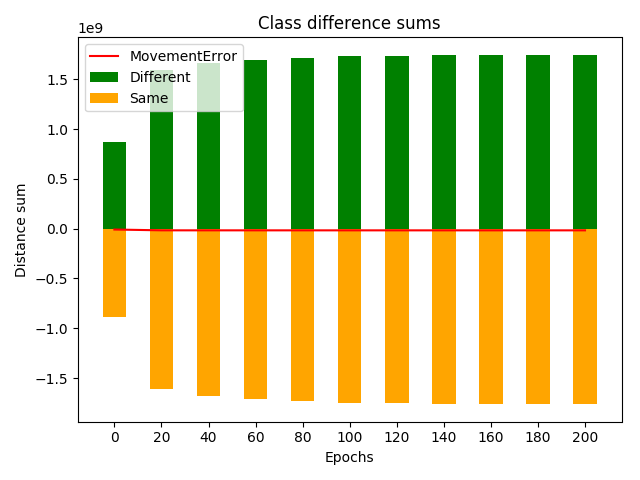 Class difference sums
1e9
MovementError
Different
Same
1.5
1.0
0.5
0.0
−0.5
−1.0
−1.5
Distance sum
0 20 40 60 80 100 120 140 160 180 200
Epochs